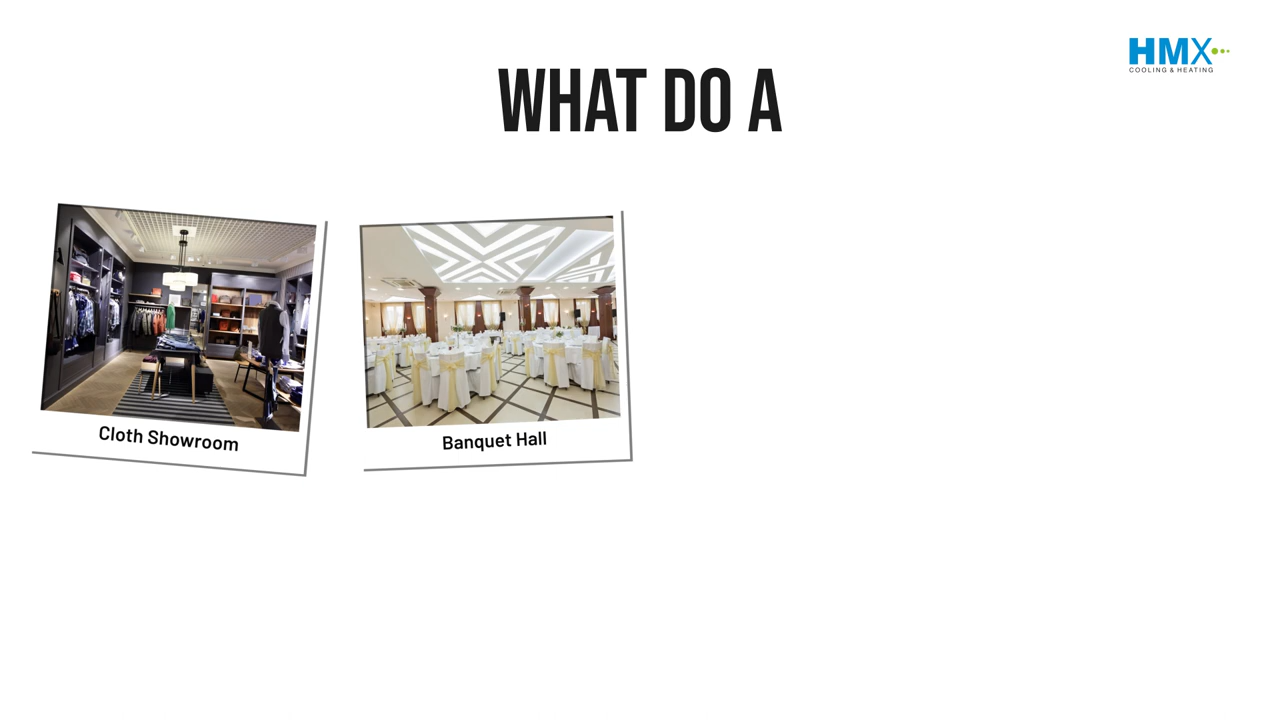 HMX
COOLING & HEATING
WHAT DO A
Cloth Showroom
Banquet Hall